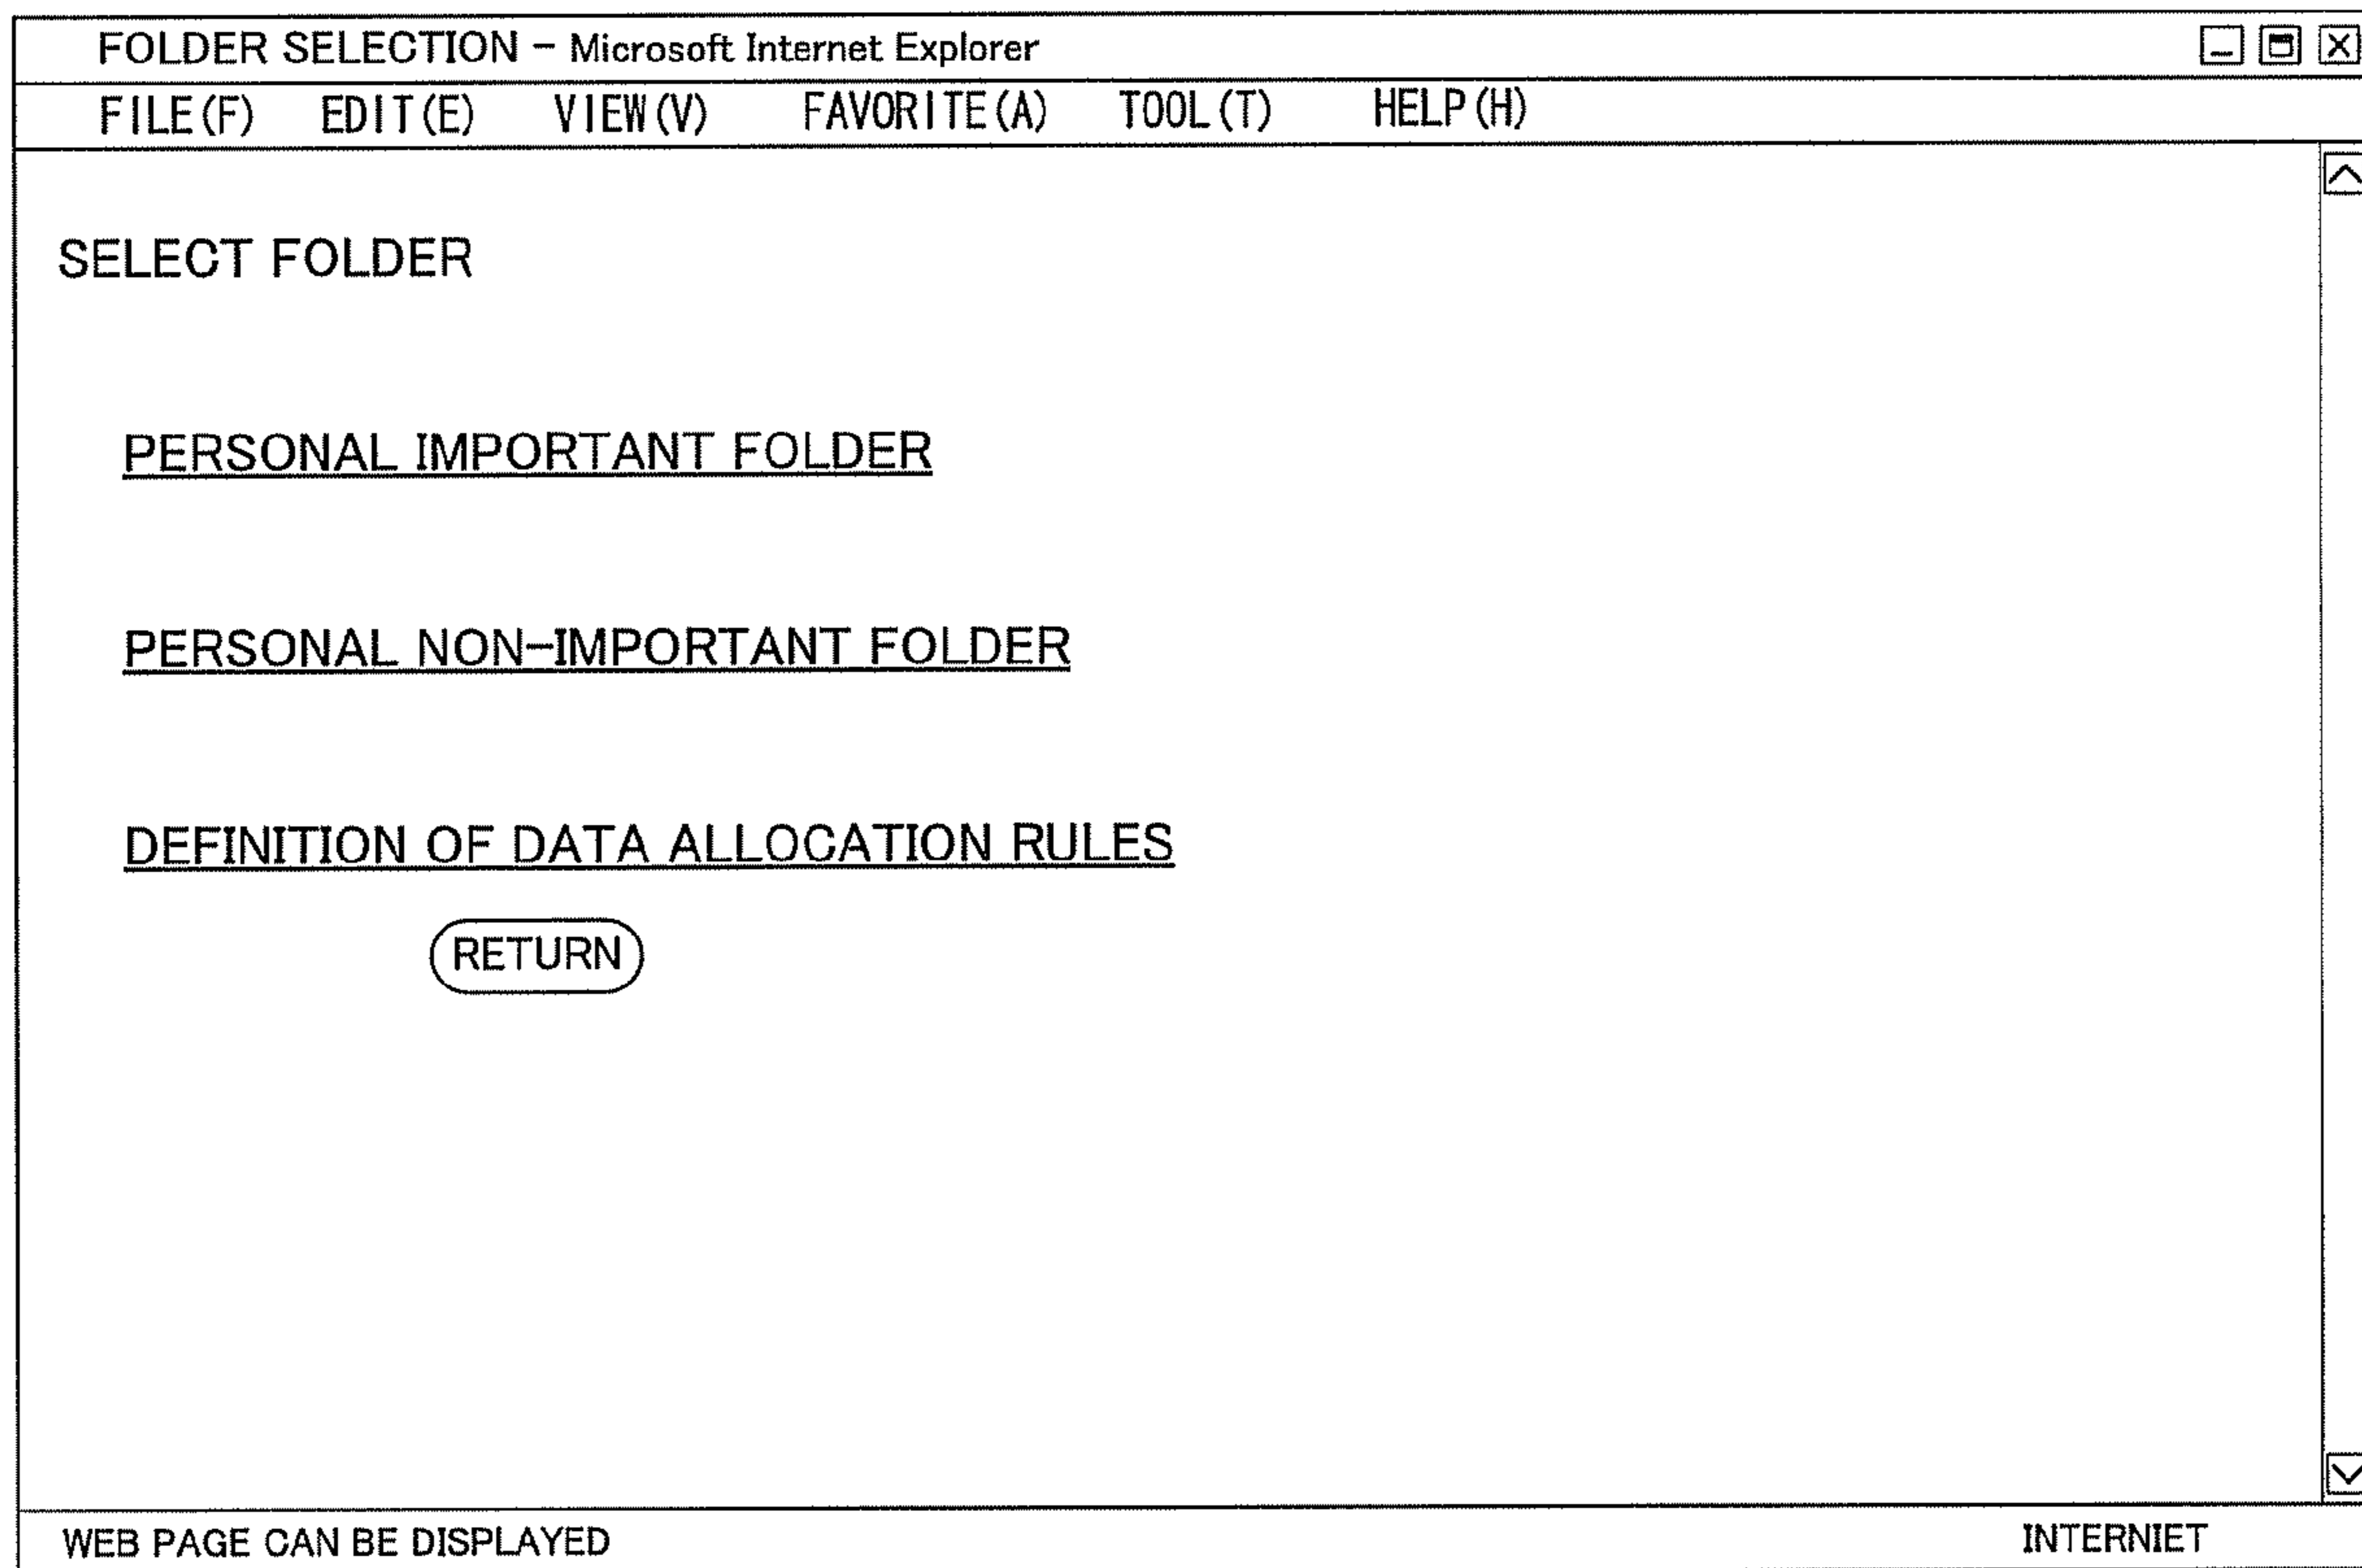 FOLDER SELECTION - Microsoft Internet Explorer
FILE(F) EDIT(E) VIEW(V) FAVORITE(A) TOOL(T) HELP(H)
SELECT FOLDER
PERSONAL IMPORTANT FOLDER
PERSONAL NON-IMPORTANT FOLDER
DEFINITION OF DATA ALLOCATION RULES
RETURN
WEB PAGE CAN BE DISPLAYED INTERNIET